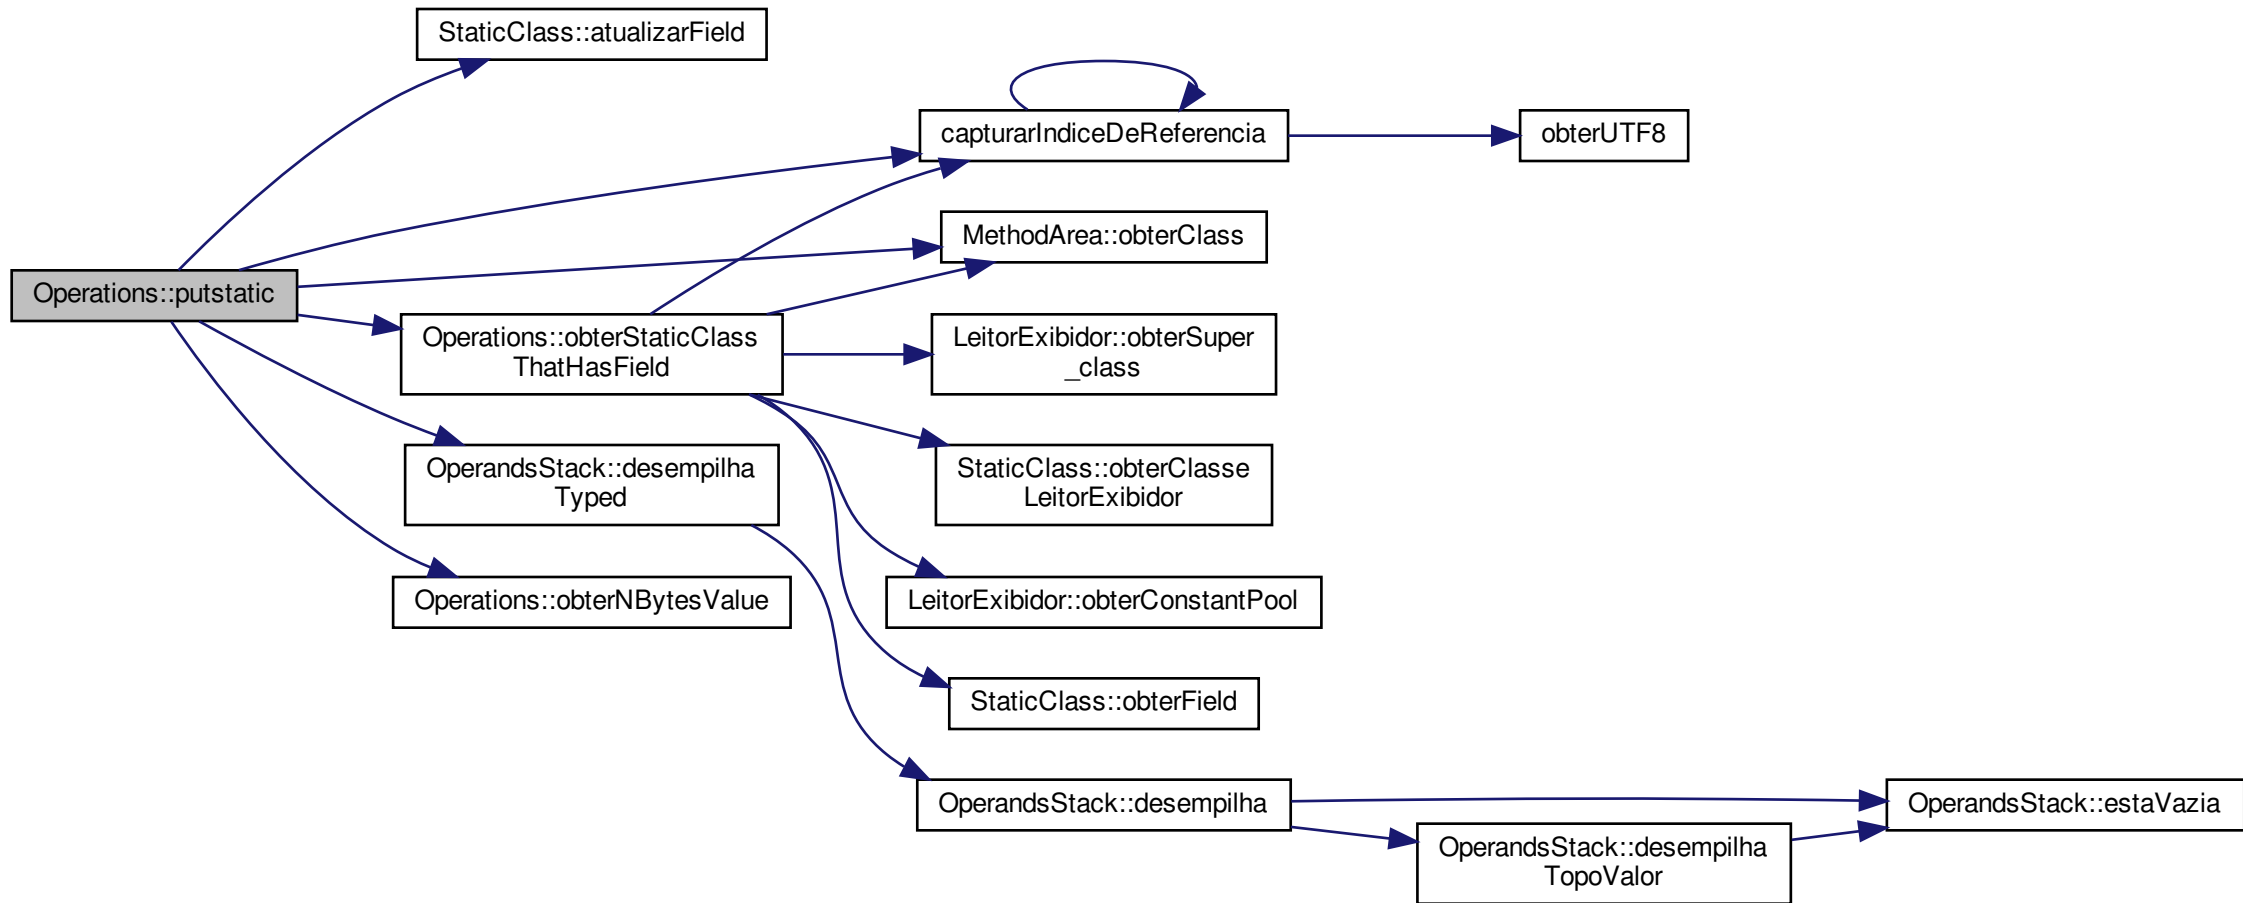 StaticClass::atualizarField
capturarIndiceDeReferencia
obterUTF8
MethodArea::obterClass
Operations::putstatic
Operations::obterStaticClass
ThatHasField
LeitorExibidor::obterSuper
_class
OperandsStack::desempilha
Typed
StaticClass::obterClasse
LeitorExibidor
Operations::obterNBytesValue
LeitorExibidor::obterConstantPool
StaticClass::obterField
OperandsStack::desempilha
OperandsStack::estaVazia
OperandsStack::desempilha
TopoValor